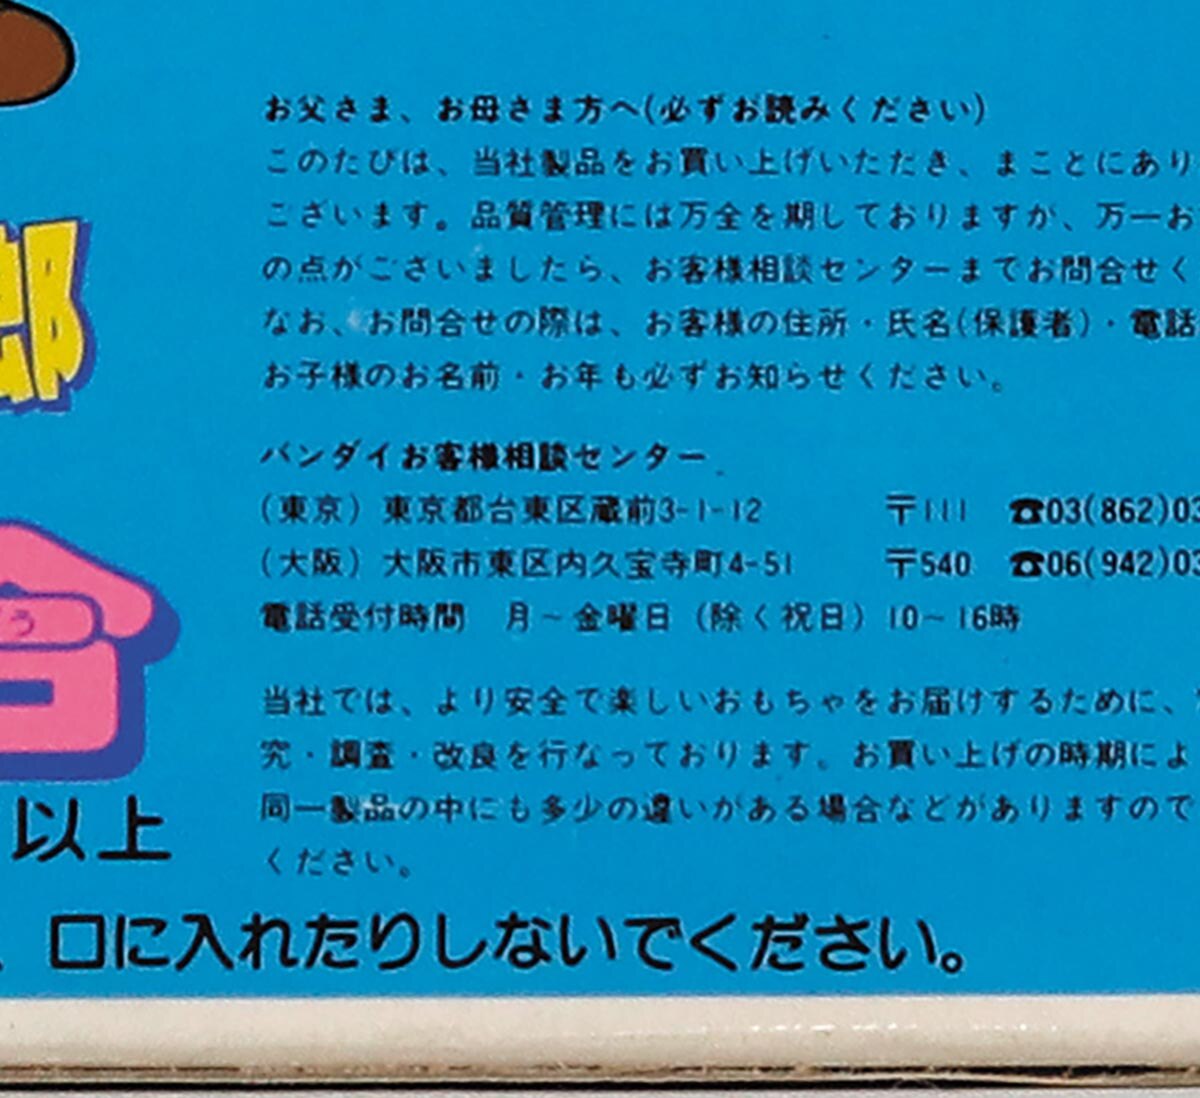 お父さま、お母さま方へ(必ずお読みください)
このたびは、当社製品をお買い上げいただき、まことにあり
ございます。品質管理には万全を期しておりますが、万一お
の点がございましたら、お客様相談センターまでお問合せく
なお、お問合せの際は、お客様の住所・氏名(保護者)・電話
お子様のお名前・お年も必ずお知らせください。
郎
バンダイお客様相談センター
(東京) 東京都台東区蔵前3-1-12 〒111 ☎03(862)03
(大阪) 大阪市東区内久宝寺町4-51 〒540 ☎06(942)03
電話受付時間 月~金曜日 (除く祝日) 10~16時
合
当社では、より安全で楽しいおもちゃをお届けするために、
究・調査・改良を行なっております。お買い上げの時期によ
同一製品の中にも多少の違いがある場合などがありますので
ください。
以上
、口に入れたりしないでください。